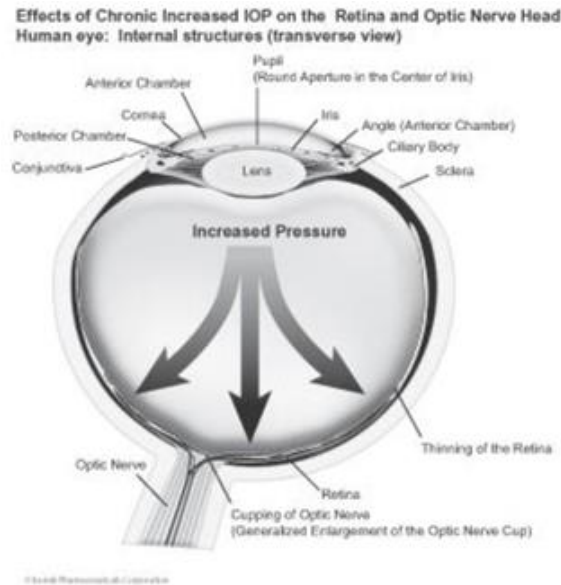 Effects of Chronic Increased IOP on the Retina and Optic Nerve Head
Human eye: Internal structures (transverse view)
Pupil
(Round Aperture in the Center of Iris)
Anterior Chamber
Cornea
Iris
Posterior Chamber
Angle (Anterior Chamber)
Ciliary Body
Conjunctiva
Lens
Sclera
Increased Pressure
Thinning of the Retina
Optic Nerve
Retina
Cupping of Optic Nerve
(Generalized Enlargement of the Optic Nerve Cup)